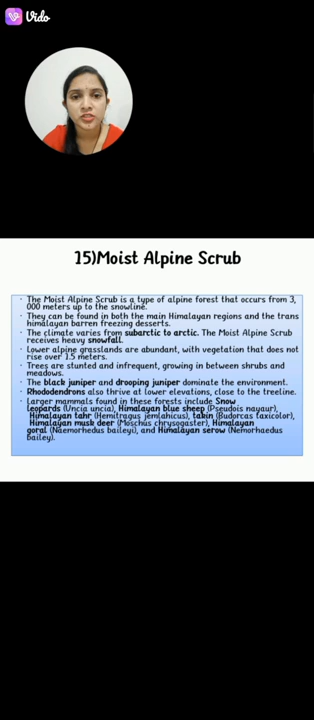 Vido
15)Moist Alpine Scrub
· The Moist Alpine Scrub is a type of alpine forest that occurs from 3,
000 meters up to the snowline.
· They can be found in both the main Himalayan regions and the trans
himalayan barren freezing desserts.
· The climate varies from subarctic to arctic. The Moist Alpine Scrub
receives heavy snowfall.
· Lower alpine grasslands are abundant, with vegetation that does not
rise over 1.5 meters.
· Trees are stunted and infrequent, growing in between shrubs and
meadows.
· The black juniper and drooping juniper dominate the environment.
· Rhododendrons also thrive at lower elevations, close to the treeline.
· Larger mammals found in these forests include Snow
leopards (Uncia uncia), Himalayan blue sheep (Pseudois nayaur),
Himalayan tahr (Hemitragus jemlahicus), takin (Budorcas taxicolor),
Himalayan musk deer (Moschus chrysogaster), Himalayan
goral (Naemorhedus baileyi), and Himalayan serow (Nemorhaedus
bailey).